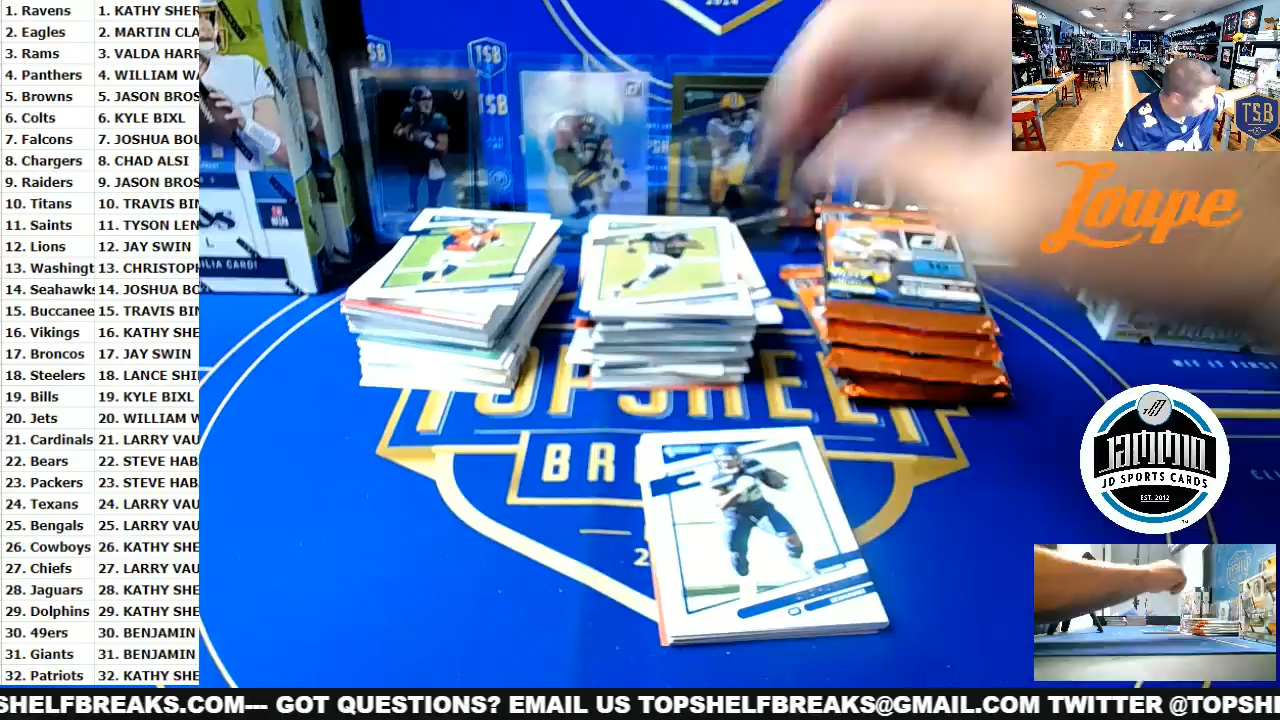 1. Ravens 1. KATHY SHER
2. Eagles 2. MARTIN CLA
3. Rams 3. VALDA HARR
4. Panthers 4. WILLIAM WA
5. Browns 5. JASON BROS
6. Colts 6. KYLE BIXL
7. Falcons 7. JOSHUA BOU
8. Chargers 8. CHAD ALSI
9. Raiders 9. JASON BROS
10. Titans 10. TRAVIS BIN
11. Saints 11. TYSON LEN
12. Lions 12. JAY SWIN
13. Washingt 13. CHRISTOPH
14. Seahawks 14. JOSHUA BO
15. Buccanee 15. TRAVIS BIN
16. Vikings 16. KATHY SHE
17. Broncos 17. JAY SWIN
18. Steelers 18. LANCE SHI
19. Bills 19. KYLE BIXL
20. Jets 20. WILLIAM W
21. Cardinals 21. LARRY VAU
22. Bears 22. STEVE HAB
23. Packers 23. STEVE HAB
24. Texans 24. LARRY VAU
25. Bengals 25. LARRY VAU
26. Cowboys 26. KATHY SHE
27. Chiefs 27. LARRY VAU
28. Jaguars 28. KATHY SHE
29. Dolphins 29. KATHY SHE
30. 49ers 30. BENJAMIN
31. Giants 31. BENJAMIN
32. Patriots 32. KATHY SHE
TSB
TSB
TSB
Loupe
TOPSHELF
BR
2
JAMMIN
JD SPORTS CARDS
EST. 2012
SHELFBREAKS.COM--- GOT QUESTIONS? EMAIL US TOPSHELFBREAKS@GMAIL.COM TWITTER @TOPSH